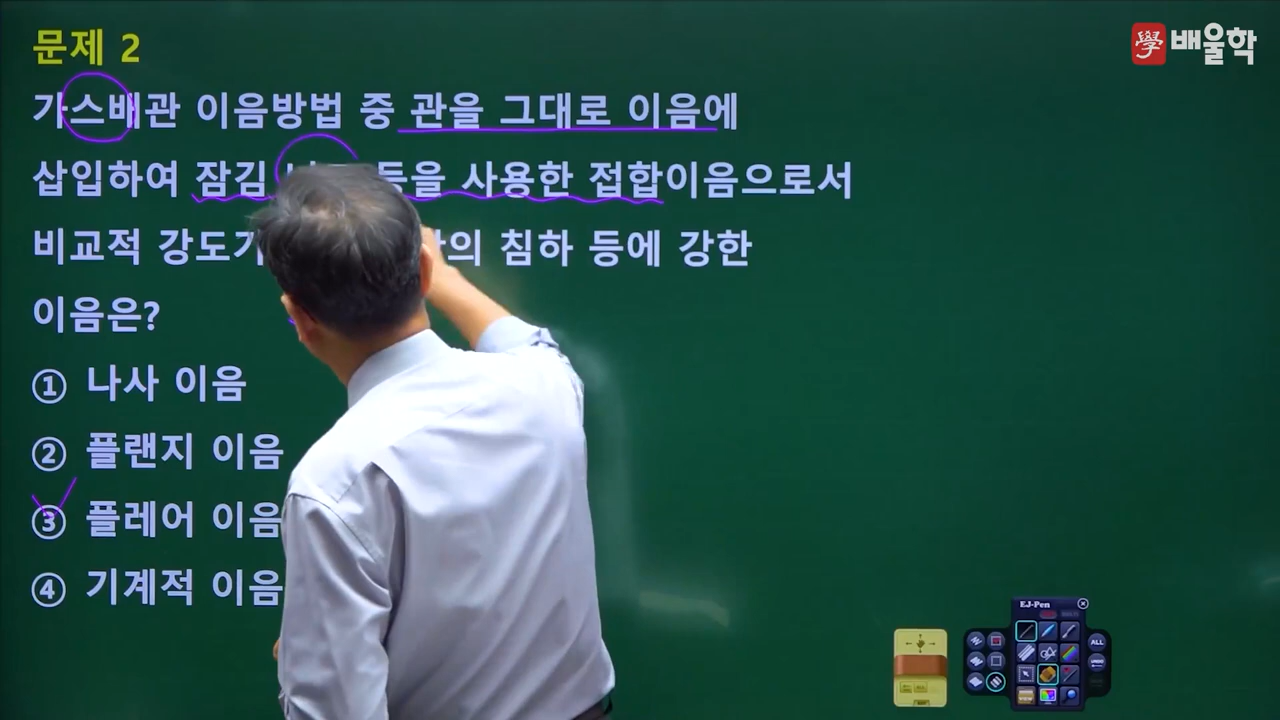 문제 2
學 배울학
가스배관 이음방법 중 관을 그대로 이음에
삽입하여 잠김 등을 사용한 접합이음으로서
비교적 강도가 침하 등에 강한
이음은?
① 나사 이음
② 플랜지 이음
③ 플레어 이음
④ 기계적 이음
EJ-Pen
ALL